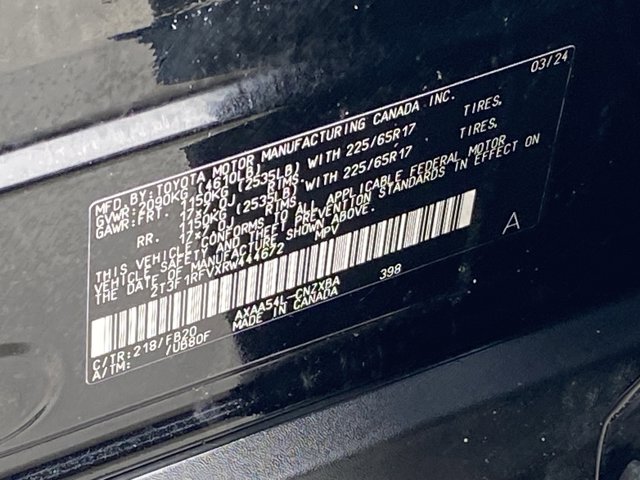 MFD. BY: TOYOTA MOTOR MANUFACTURING CANADA INC. 03/24
GVWR: 2090KG (4610LB)
GAWR: FRT. 1150KG (2535LB) WITH 225/65R17 TIRES,
17X7.0J RIMS,
RR. 1150KG (2535LB) WITH 225/65R17 TIRES,
17X7.0J RIMS,
THIS VEHICLE CONFORMS TO ALL APPLICABLE FEDERAL MOTOR
VEHICLE SAFETY AND THEFT PREVENTION STANDARDS IN EFFECT ON
THE DATE OF MANUFACTURE SHOWN ABOVE.
2T3F1RFVXRW444672 MPV
A
C/TR: 218/FB20 AXAA54L-CNZXBA 398
A/TM: /UB80F MADE IN CANADA